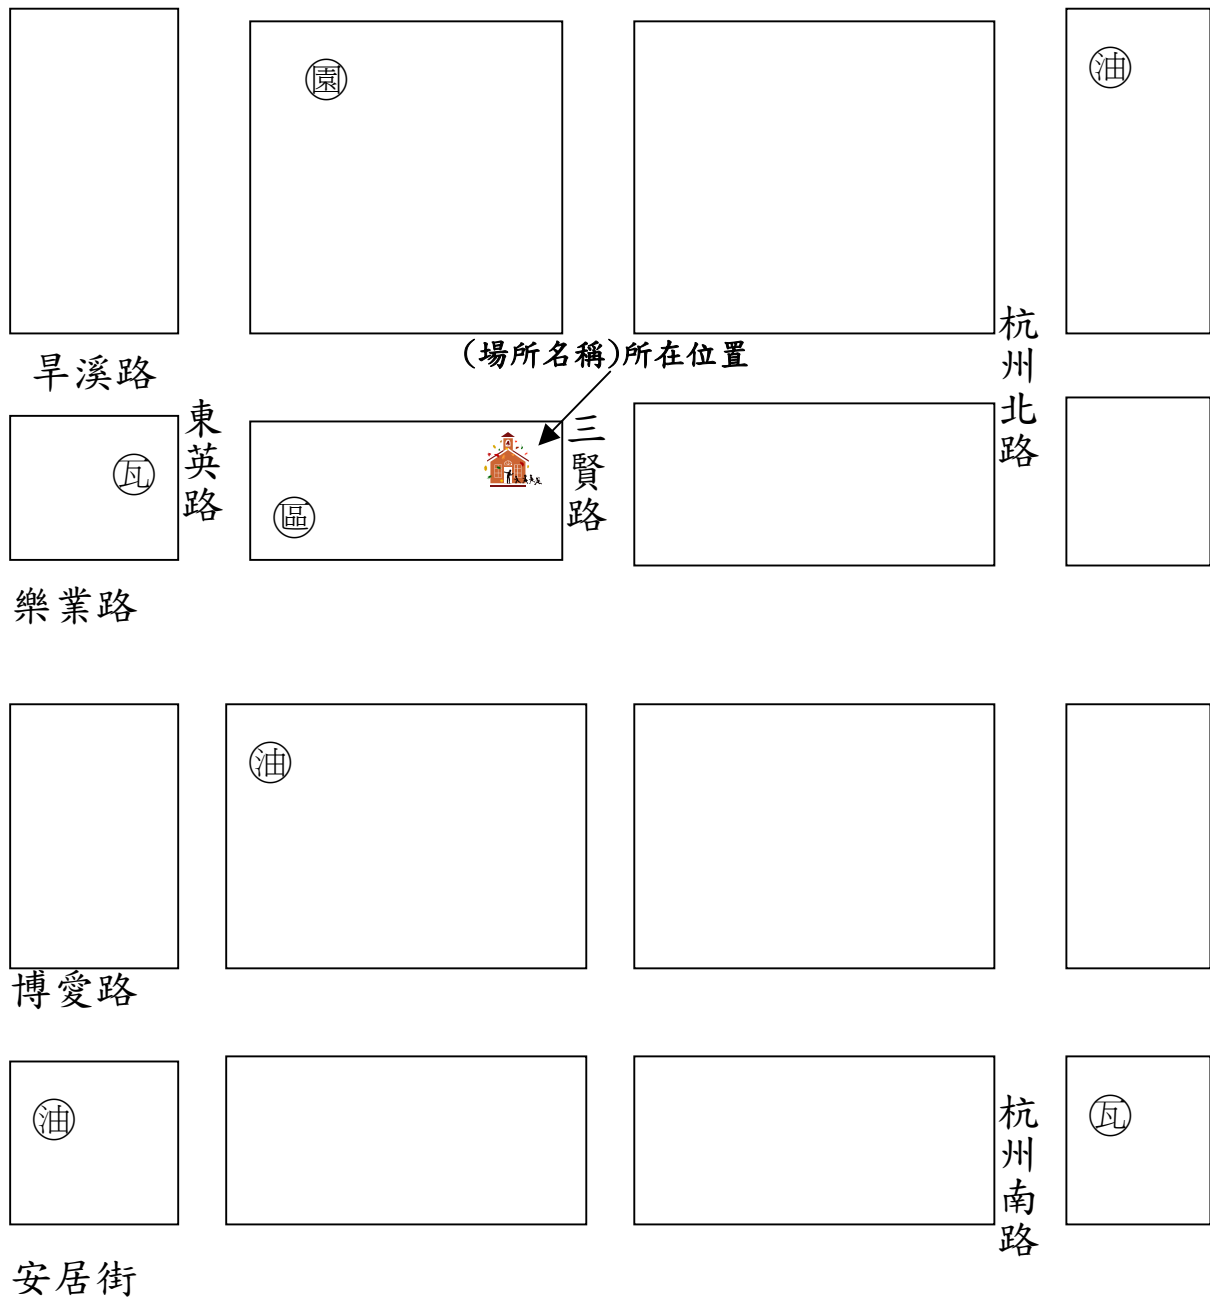 園
油
(場所名稱)所在位置
旱溪路
杭州北路
東英路
三賢路
瓦
區
樂業路
油
博愛路
油
杭州南路
瓦
安居街